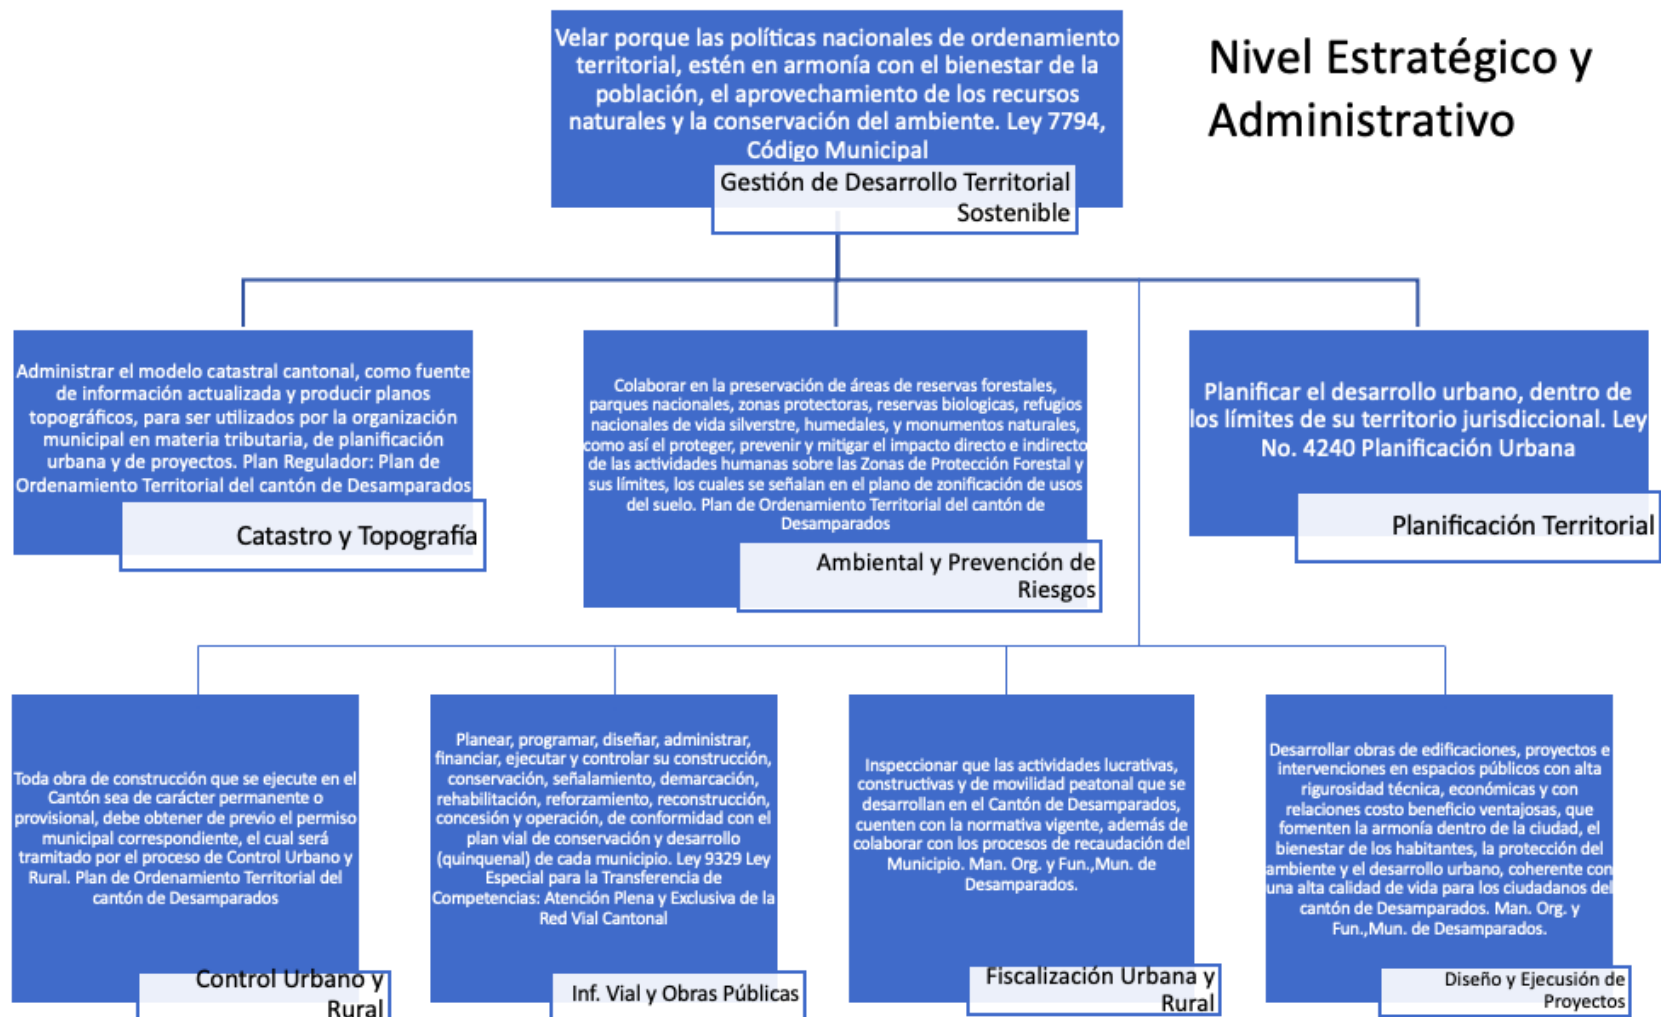 Velar porque las políticas nacionales de ordenamiento
territorial, estén en armonía con el bienestar de la
población, el aprovechamiento de los recursos
naturales y la conservación del ambiente. Ley 7794,
Código Municipal
Gestión de Desarrollo Territorial
Sostenible
Nivel Estratégico y
Administrativo
Administrar el modelo catastral cantonal, como fuente
de información actualizada y producir planos
topográficos, para ser utilizados por la organización
municipal en materia tributaria, de planificación
urbana y de proyectos. Plan Regulador: Plan de
Ordenamiento Territorial del cantón de Desamparados
Catastro y Topografía
Colaborar en la preservación de áreas de reservas forestales,
parques nacionales, zonas protectoras, reservas biologicas, refugios
nacionales de vida silverstre, humedales, y monumentos naturales,
como así el proteger, prevenir y mitigar el impacto directo e indirecto
de las actividades humanas sobre las Zonas de Protección Forestal y
sus límites, los cuales se señalan en el plano de zonificación de usos
del suelo. Plan de Ordenamiento Territorial del cantón de
Desamparados
Ambiental y Prevención de
Riesgos
Planificar el desarrollo urbano, dentro de
los límites de su territorio jurisdiccional. Ley
No. 4240 Planificación Urbana
Planificación Territorial
Toda obra de construcción que se ejecute en el
Cantón sea de carácter permanente o
provisional, debe obtener de previo el permiso
municipal correspondiente, el cual será
tramitado por el proceso de Control Urbano y
Rural. Plan de Ordenamiento Territorial del
cantón de Desamparados
Control Urbano y
Rural
Planear, programar, diseñar, administrar,
financiar, ejecutar y controlar su construcción,
conservación, señalamiento, demarcación,
rehabilitación, reforzamiento, reconstrucción,
concesión y operación, de conformidad con el
plan vial de conservación y desarrollo
(quinquenal) de cada municipio. Ley 9329 Ley
Especial para la Transferencia de
Competencias: Atención Plena y Exclusiva de la
Red Vial Cantonal
Inf. Vial y Obras Públicas
Inspeccionar que las actividades lucrativas,
constructivas y de movilidad peatonal que se
desarrollan en el Cantón de Desamparados,
cuenten con la normativa vigente, además de
colaborar con los procesos de recaudación del
Municipio. Man. Org. y Fun.,Mun. de
Desamparados.
Fiscalización Urbana y
Rural
Desarrollar obras de edificaciones, proyectos e
intervenciones en espacios públicos con alta
rigurosidad técnica, económicas y con
relaciones costo beneficio ventajosas, que
fomenten la armonía dentro de la ciudad, el
bienestar de los habitantes, la protección del
ambiente y el desarrollo urbano, coherente con
una alta calidad de vida para los ciudadanos del
cantón de Desamparados. Man. Org. y
Fun.,Mun. de Desamparados.
Diseño y Ejecución de
Proyectos